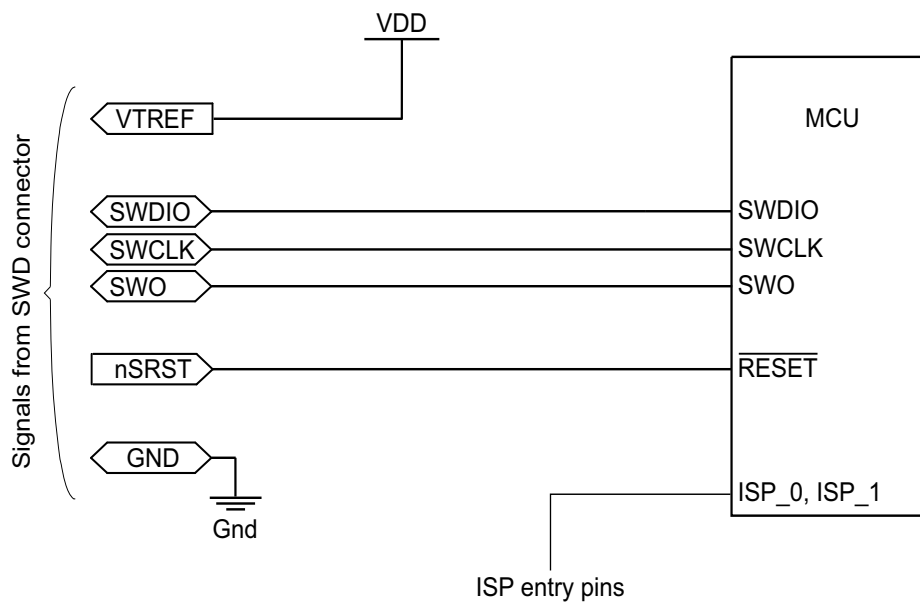 VDD
Signals from SWD connector
VTREF
MCU
SWDIO
SWDIO
SWCLK
SWCLK
SWO
SWO
nSRST
RESET
GND
Gnd
ISP_0, ISP_1
ISP entry pins